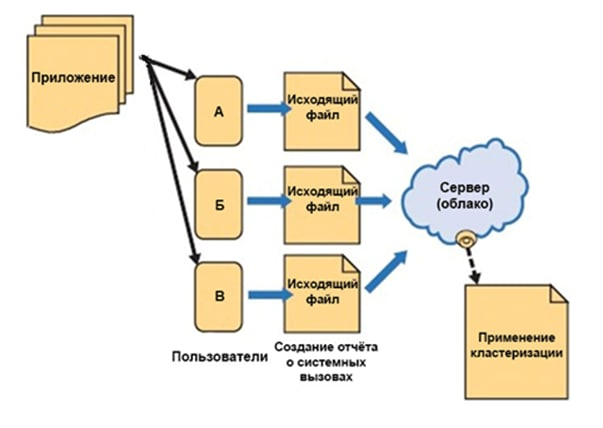 Приложение
А
Исходящий
файл
Б
Исходящий
файл
В
Исходящий
файл
Сервер
(облако)
Пользователи
Создание отчёта
о системных
вызовах
Применение
кластеризации